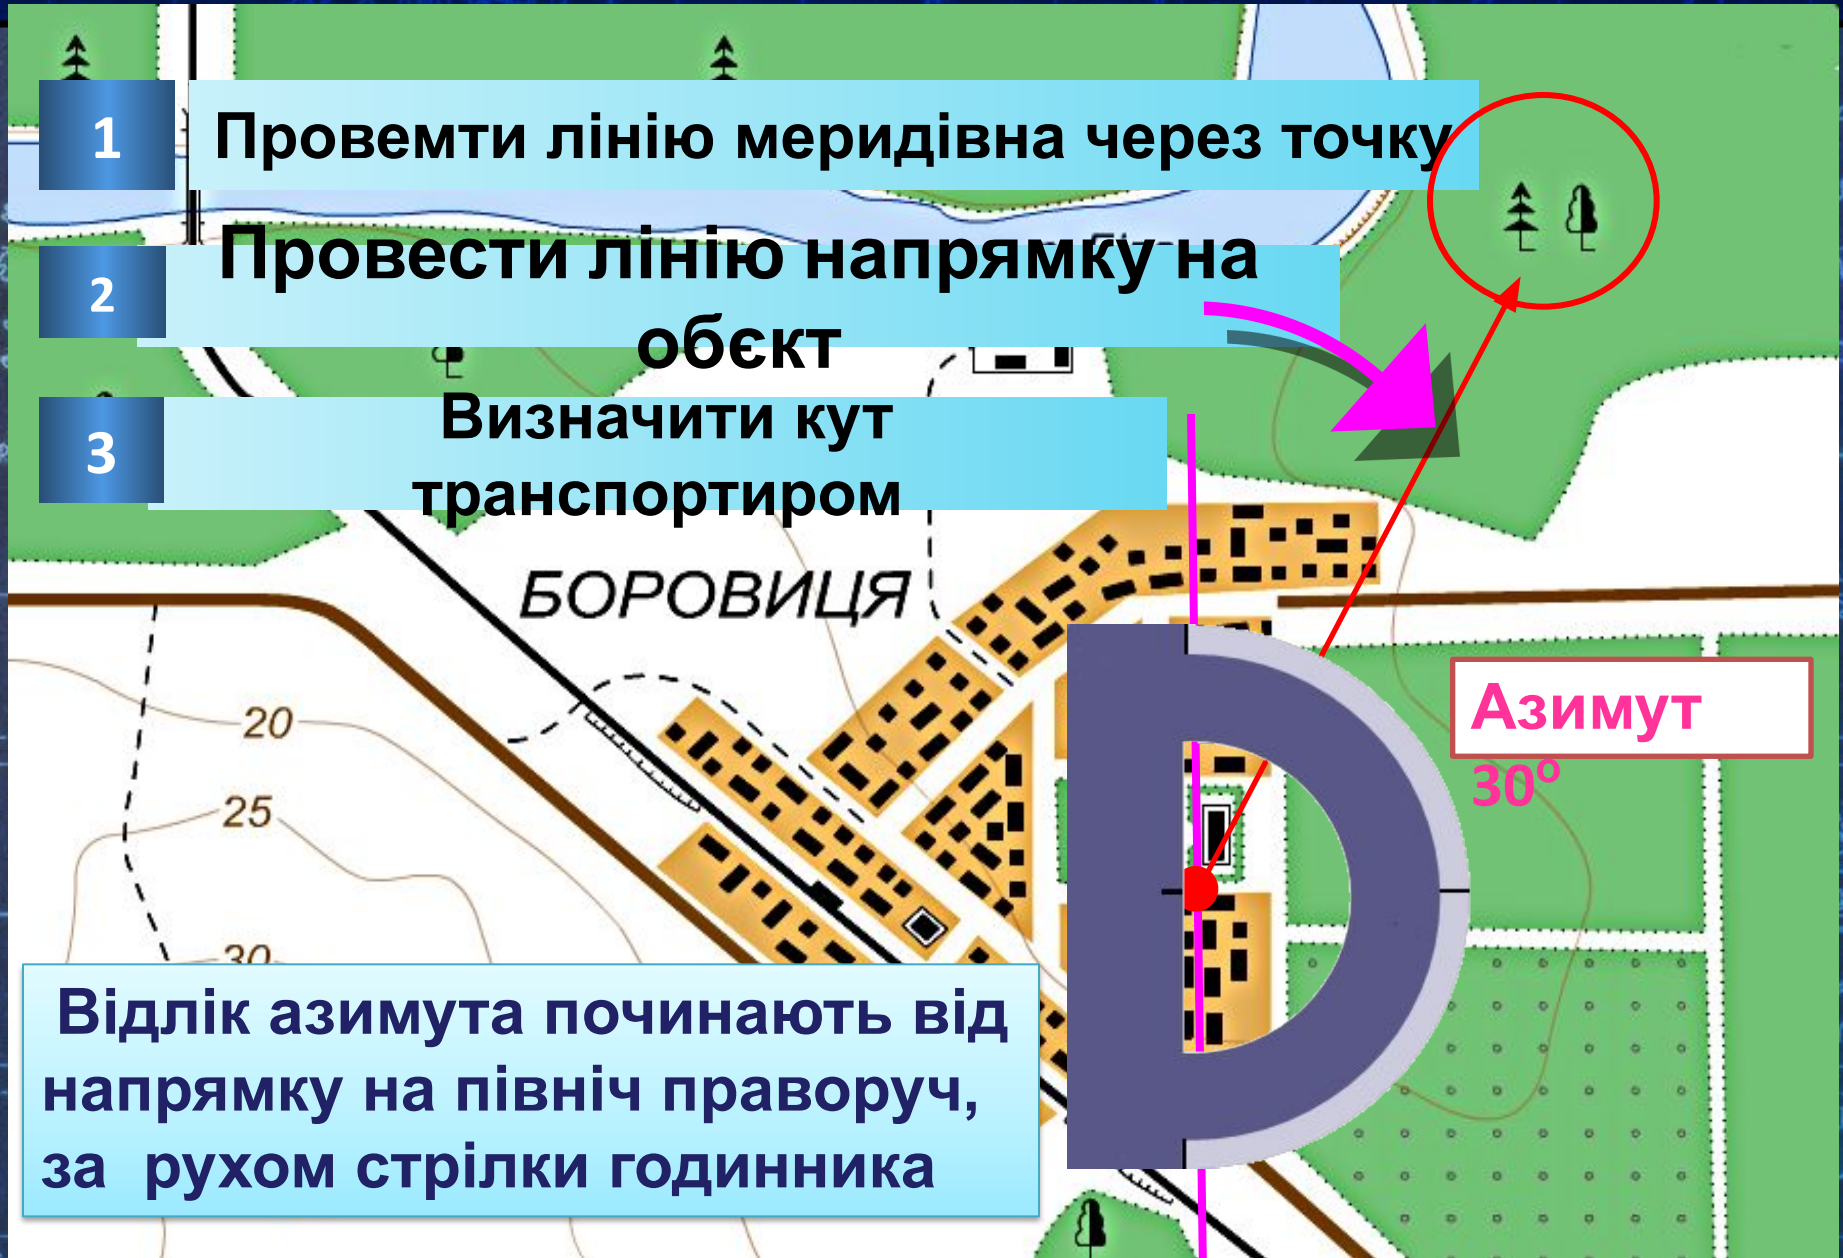 1
Провемти лінію меридівна через точку
2
Провести лінію напрямку на
обєкт
3
Визначити кут
транспортиром
БОРОВИЦЯ
20
25
30
Азимут
30⁰
Відлік азимута починають від
напрямку на північ праворуч,
за рухом стрілки годинника